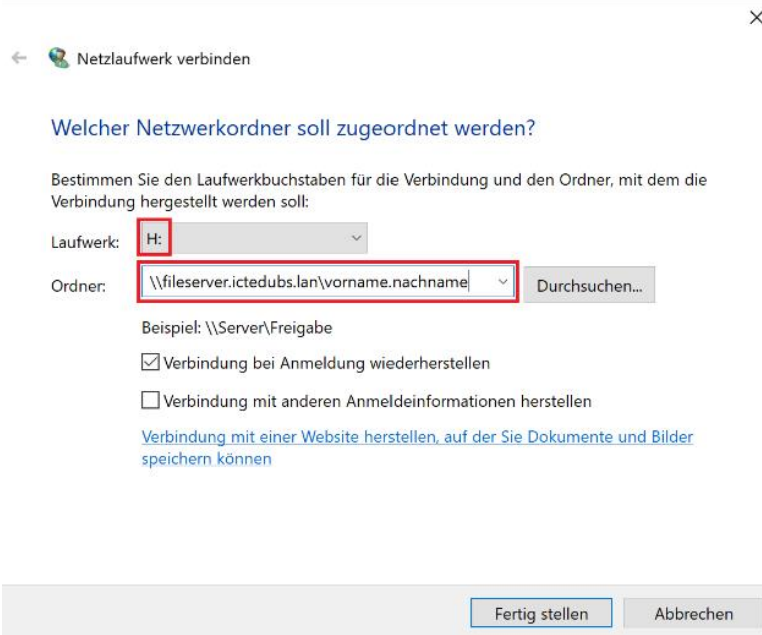 Netzlaufwerk verbinden
Welcher Netzwerkordner soll zugeordnet werden?
Bestimmen Sie den Laufwerkbuchstaben für die Verbindung und den Ordner, mit dem die
Verbindung hergestellt werden soll:
Laufwerk: H:
Ordner: \\fileserver.ictedubs.lan\vorname.nachname Durchsuchen...
Beispiel: \\Server\Freigabe
Verbindung bei Anmeldung wiederherstellen
Verbindung mit anderen Anmeldeinformationen herstellen
Verbindung mit einer Website herstellen, auf der Sie Dokumente und Bilder
speichern können
Fertig stellen Abbrechen